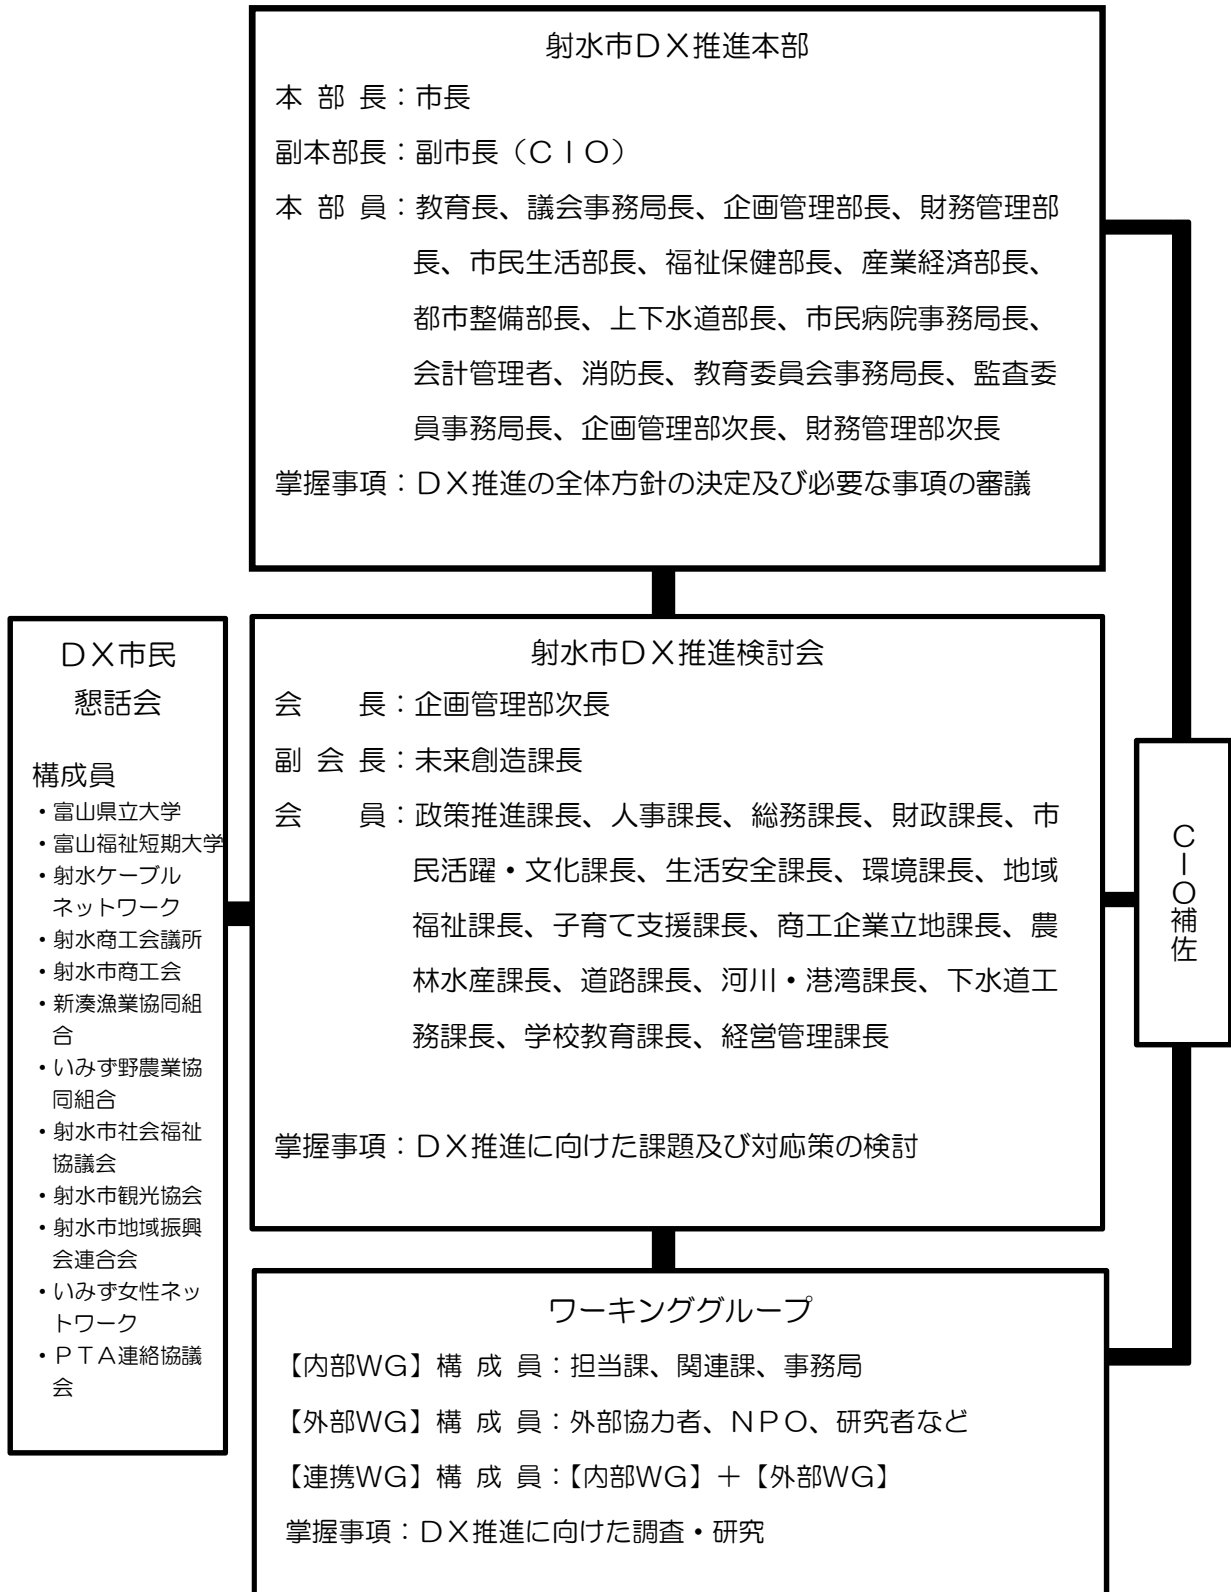 射水市DX推進本部
本 部 長：市長
副本部長：副市長（CIO）
本 部 員：教育長、議会事務局長、企画管理部長、財務管理部
長、市民生活部長、福祉保健部長、産業経済部長、
都市整備部長、上下水道部長、市民病院事務局長、
会計管理者、消防長、教育委員会事務局長、監査委
員事務局長、企画管理部次長、財務管理部次長
掌握事項：DX推進の全体方針の決定及び必要な事項の審議
DX市民
懇話会
構成員
・富山県立大学
・富山福祉短期大学
・射水ケーブル
ネットワーク
・射水商工会議所
・射水市商工会
・新湊漁業協同組
合
・いみず野農業協
同組合
・射水市社会福祉
協議会
・射水市観光協会
・射水市地域振興
会連合会
・いみず女性ネッ
トワーク
・PTA連絡協議
会
射水市DX推進検討会
会　　長：企画管理部次長
副 会 長：未来創造課長
会　　員：政策推進課長、人事課長、総務課長、財政課長、市
民活躍・文化課長、生活安全課長、環境課長、地域
福祉課長、子育て支援課長、商工企業立地課長、農
林水産課長、道路課長、河川・港湾課長、下水道工
務課長、学校教育課長、経営管理課長
掌握事項：DX推進に向けた課題及び対応策の検討
CIO補佐
ワーキンググループ
【内部WG】構 成 員：担当課、関連課、事務局
【外部WG】構 成 員：外部協力者、NPO、研究者など
【連携WG】構 成 員：【内部WG】＋【外部WG】
掌握事項：DX推進に向けた調査・研究